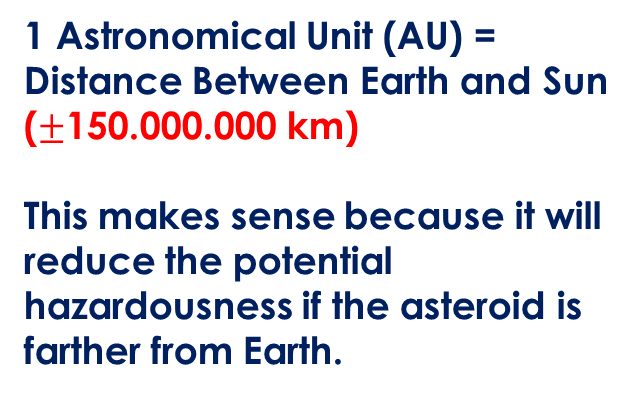 1 Astronomical Unit (AU) =
Distance Between Earth and Sun
(±150.000.000 km)
This makes sense because it will
reduce the potential
hazardousness if the asteroid is
farther from Earth.